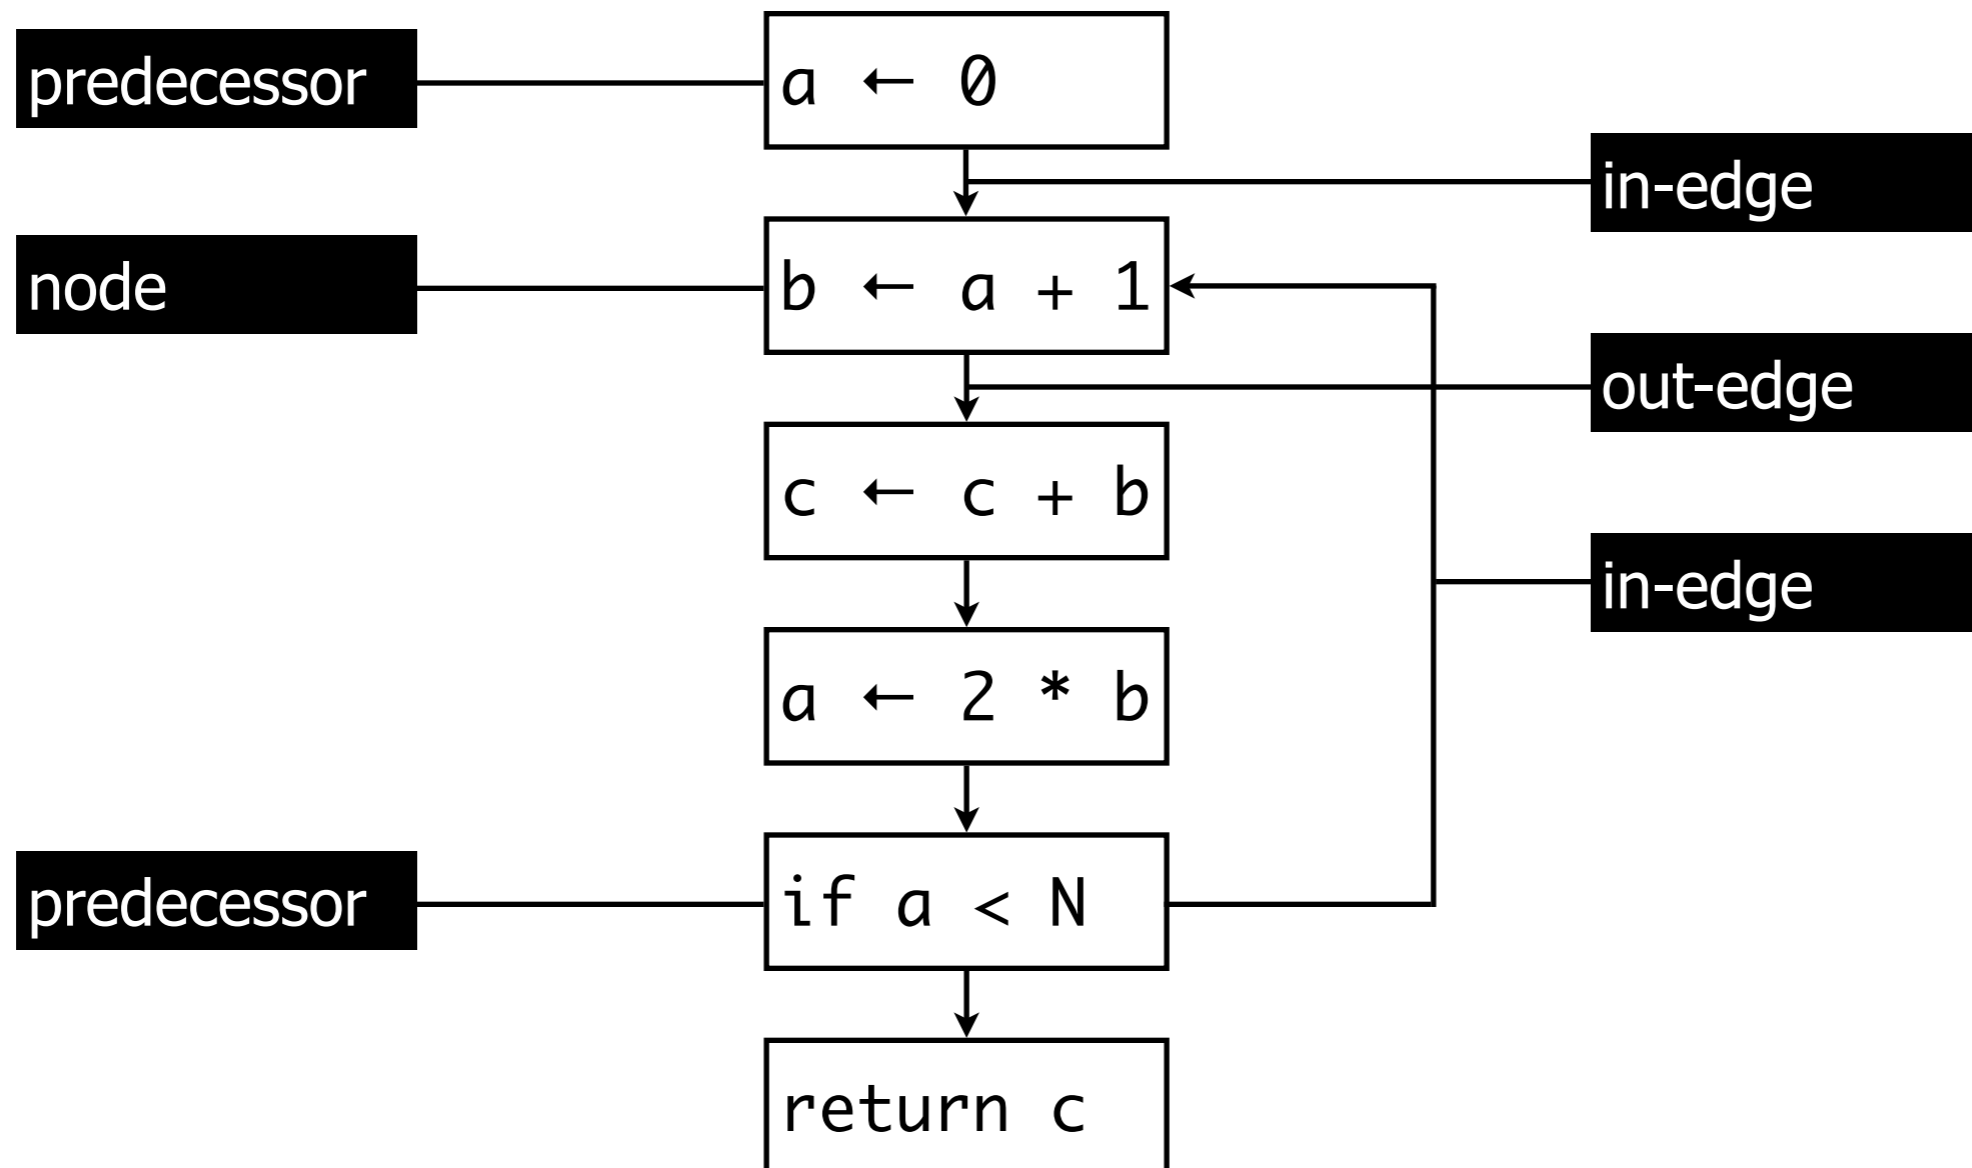 predecessor
a ← 0
in-edge
node
b ← a + 1
out-edge
c ← c + b
in-edge
a ← 2 * b
predecessor
if a < N
return c